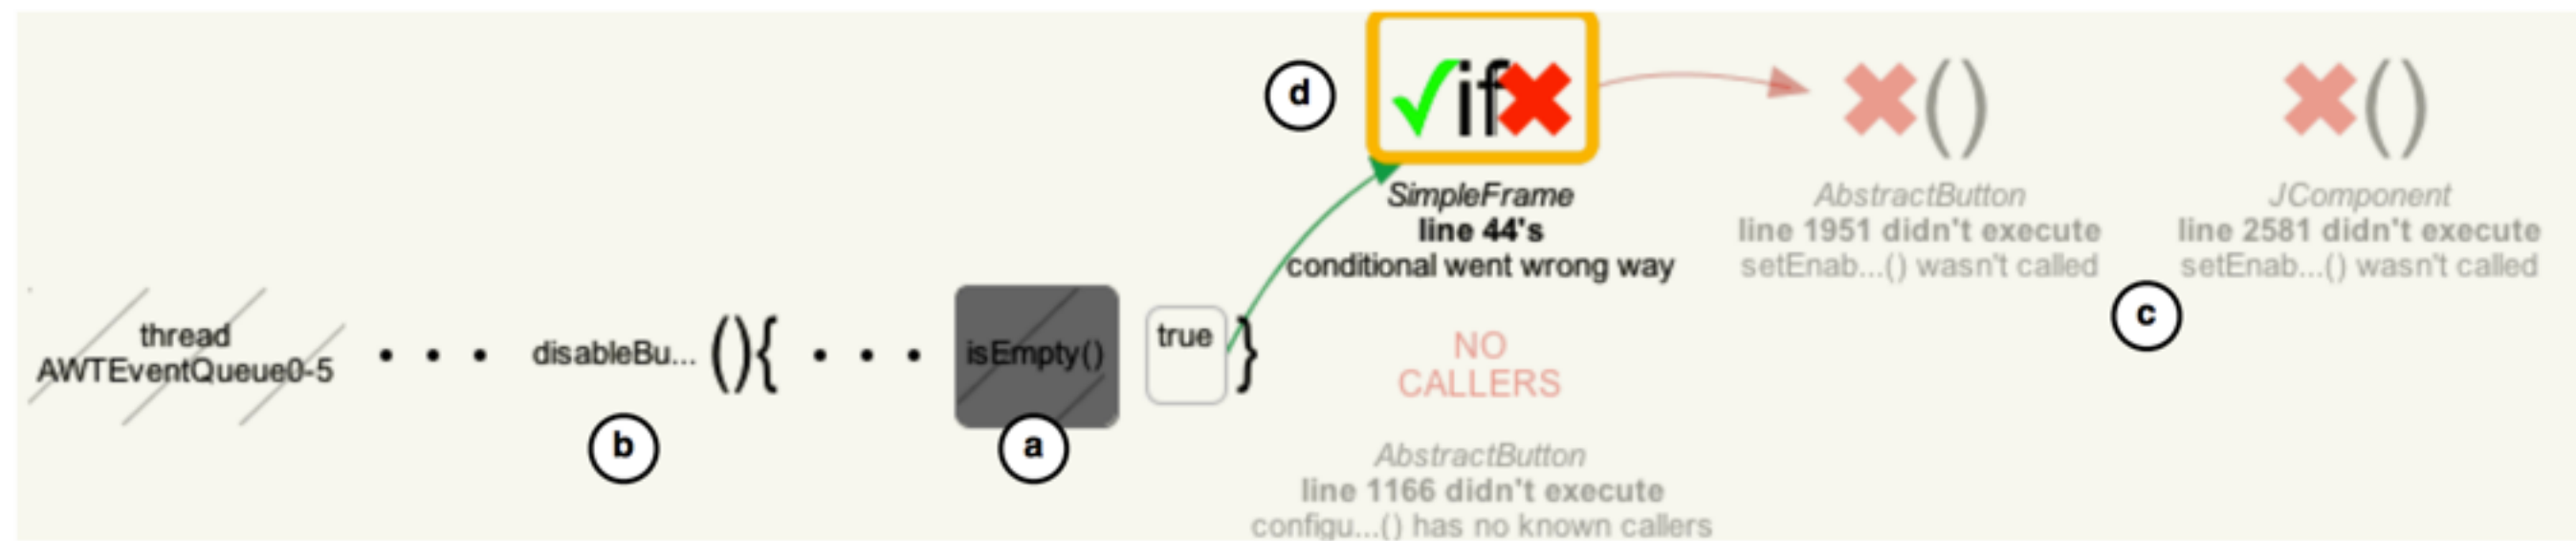 d
if
()
()
SimpleFrame
line 44's
conditional went wrong way
AbstractButton
line 1951 didn't execute
setEnab...() wasn't called
JComponent
line 2581 didn't execute
setEnab...() wasn't called
c
thread
AWTEventQueue0-5
• • •
disableBu... (){
• • •
isEmpty()
true
}
b
a
NO
CALLERS
AbstractButton
line 1166 didn't execute
configu...() has no known callers